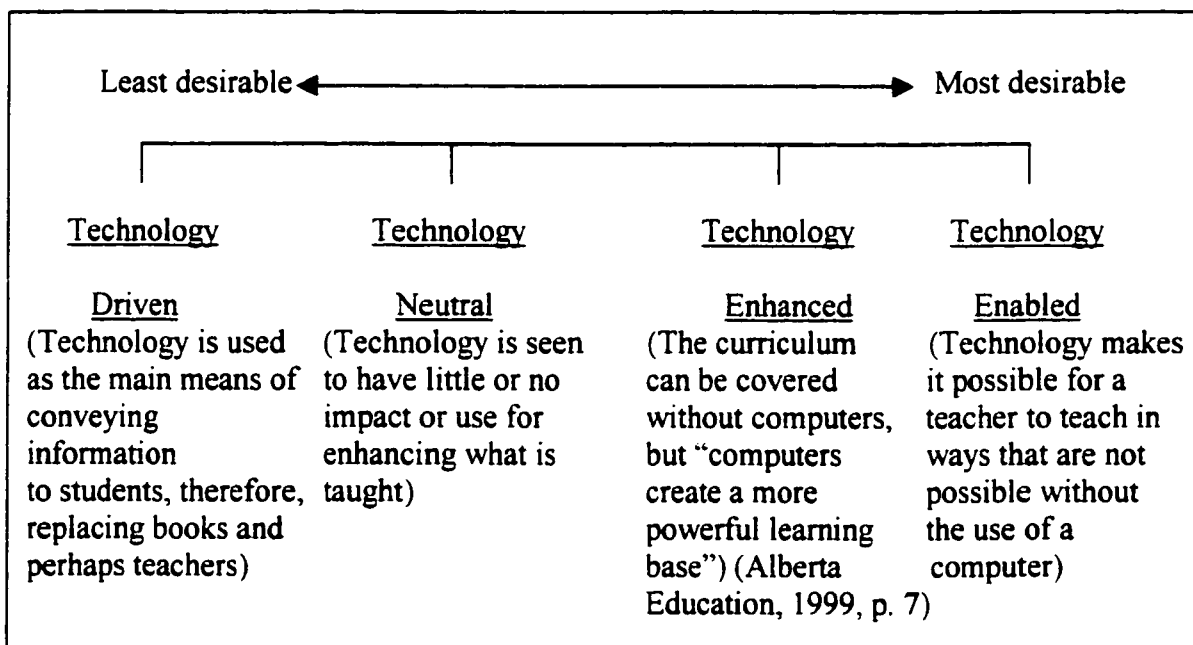 Least desirable Most desirable
Technology
Driven
(Technology is used
as the main means of
conveying
information
to students, therefore,
replacing books and
perhaps teachers)
Technology
Neutral
(Technology is seen
to have little or no
impact or use for
enhancing what is
taught)
Technology
Enhanced
(The curriculum
can be covered
without computers,
but “computers
create a more
powerful learning
base”) (Alberta
Education, 1999, p. 7)
Technology
Enabled
(Technology makes
it possible for a
teacher to teach in
ways that are not
possible without
the use of a
computer)